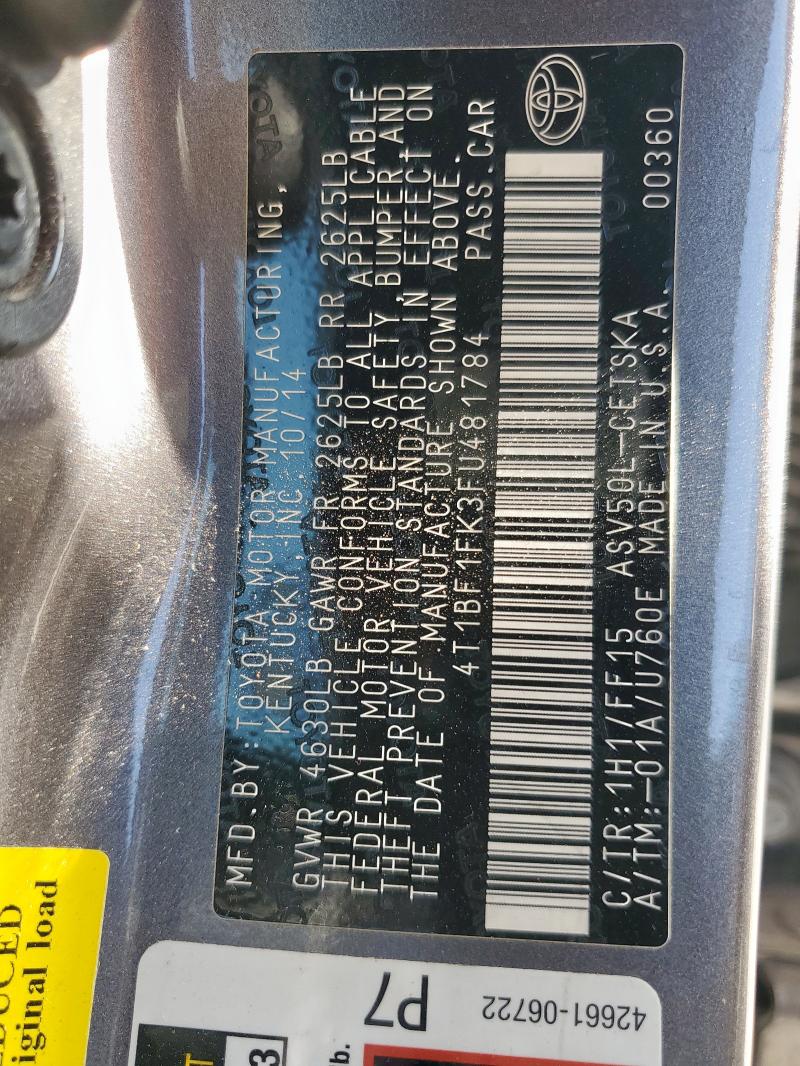 MFD.BY:TOYOTA MOTOR MANUFACTURING,
KENTUCKY,INC. 10/14
GVWR 4630LB GAWR FR 2625LB RR 2625LB
THIS VEHICLE CONFORMS TO ALL APPLICABLE
FEDERAL MOTOR VEHICLE SAFETY, BUMPER,AND
THEFT PREVENTION STANDARDS IN EFFECT ON
THE DATE OF MANUFACTURE SHOWN ABOVE.
4T1BF1FK3FU481784 PASS.CAR
C/TR:1H1/FF15 ASV50L-CETSKA
A/TM:-01A/U760E MADE IN U.S.A. 00360
iginal load
P7
42661-06722
3
b.